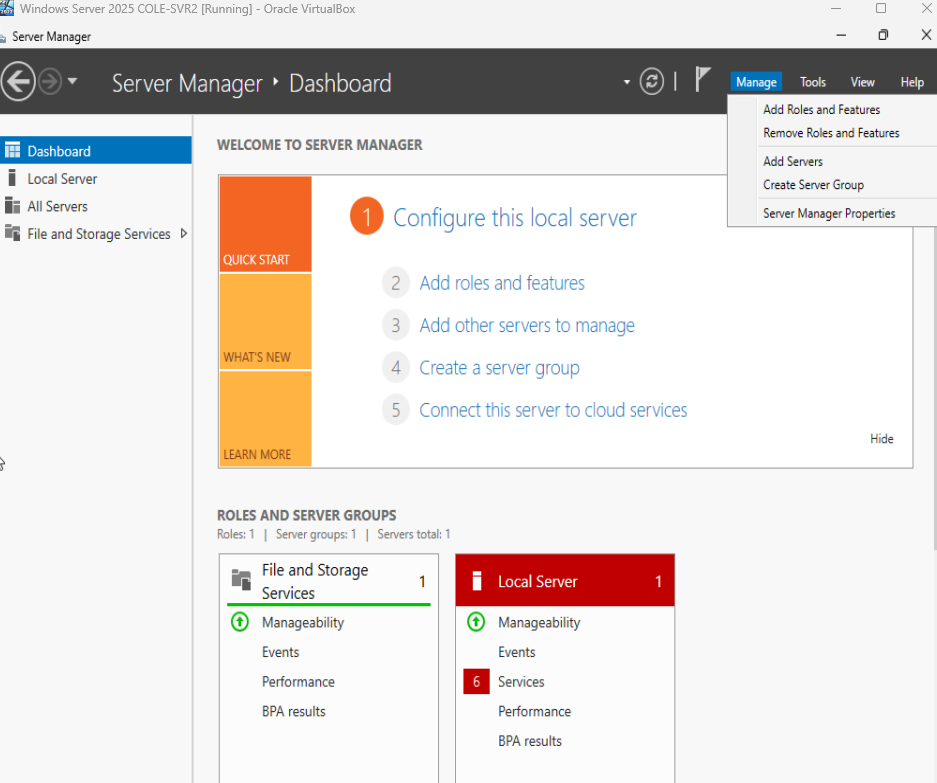 Windows Server 2025 COLE-SVR2 [Running] - Oracle VirtualBox
Server Manager
Server Manager ‣ Dashboard
Manage Tools View Help
Add Roles and Features
Remove Roles and Features
Add Servers
Create Server Group
Server Manager Properties
Dashboard
Local Server
All Servers
File and Storage Services
WELCOME TO SERVER MANAGER
QUICK START
WHAT'S NEW
LEARN MORE
1 Configure this local server
2 Add roles and features
3 Add other servers to manage
4 Create a server group
5 Connect this server to cloud services
Hide
ROLES AND SERVER GROUPS
Roles: 1 | Server groups: 1 | Servers total: 1
File and Storage
Services 1
Manageability
Events
Performance
BPA results
Local Server 1
Manageability
Events
6 Services
Performance
BPA results